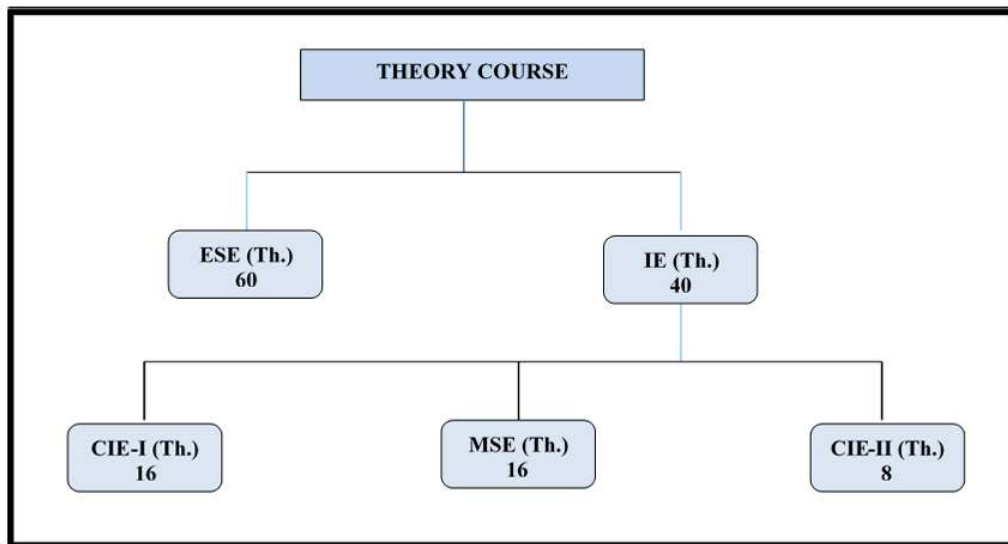 THEORY COURSE
ESE (Th.)
60
IE (Th.)
40
CIE-I (Th.)
16
MSE (Th.)
16
CIE-II (Th.)
8